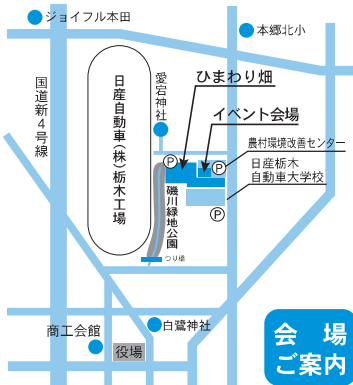 ジョイフル本田
本郷北小
国道新4号線
日産自動車(株)栃木工場
愛宕神社
ひまわり畑
イベント会場
農村環境改善センター
日産栃木
自動車大学校
P
P
P
磯川緑地公園
つり橋
商工会館
白鷺神社
役場
会場
ご案内